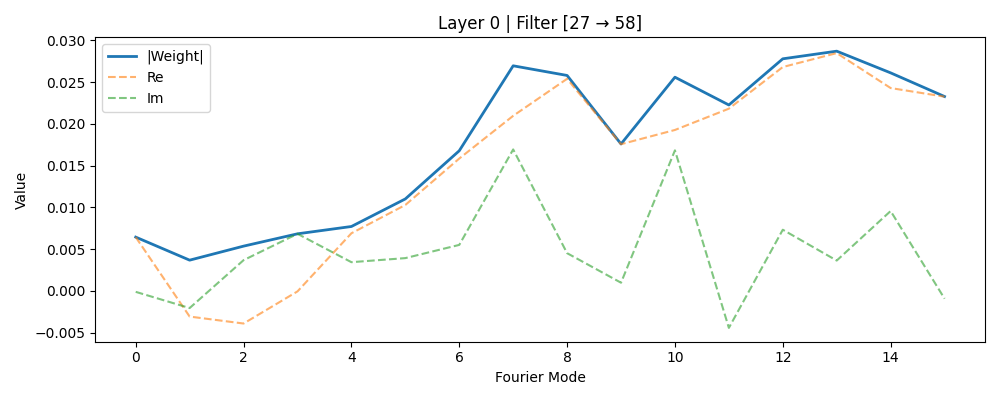 Layer 0 | Filter [27 → 58]
|Weight|
Re
Im
Value
0.030
0.025
0.020
0.015
0.010
0.005
0.000
−0.005
0 2 4 6 8 10 12 14
Fourier Mode